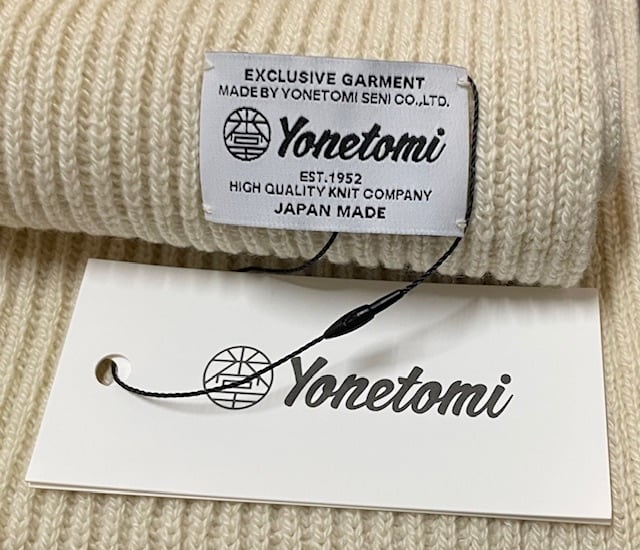 EXCLUSIVE GARMENT
MADE BY YONETOMI SENI CO.,LTD.
Yonetomi
EST.1952
HIGH QUALITY KNIT COMPANY
JAPAN MADE
Yonetomi